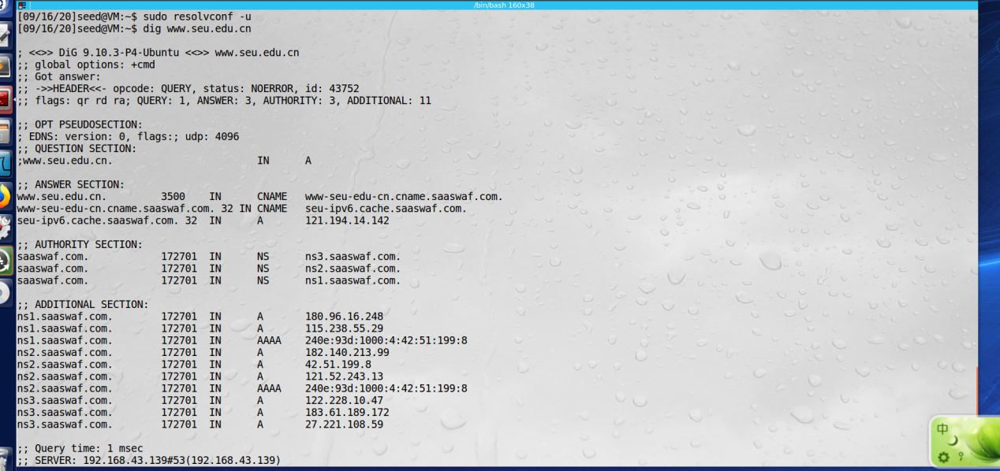 /bin/bash 160x38
[09/16/20]seed@VM:~$ sudo resolvconf -u
[09/16/20]seed@VM:~$ dig www.seu.edu.cn
; <<>> DiG 9.10.3-P4-Ubuntu <<>> www.seu.edu.cn
;; global options: +cmd
;; Got answer:
;; ->>HEADER<<- opcode: QUERY, status: NOERROR, id: 43752
;; flags: qr rd ra; QUERY: 1, ANSWER: 3, AUTHORITY: 3, ADDITIONAL: 11
;; OPT PSEUDOSECTION:
; EDNS: version: 0, flags:; udp: 4096
;; QUESTION SECTION:
;www.seu.edu.cn. IN A
;; ANSWER SECTION:
www.seu.edu.cn. 3500 IN CNAME www-seu-edu-cn.cname.saaswaf.com.
www-seu-edu-cn.cname.saaswaf.com. 32 IN CNAME seu-ipv6.cache.saaswaf.com.
seu-ipv6.cache.saaswaf.com. 32 IN A 121.194.14.142
;; AUTHORITY SECTION:
saaswaf.com. 172701 IN NS ns3.saaswaf.com.
saaswaf.com. 172701 IN NS ns2.saaswaf.com.
saaswaf.com. 172701 IN NS ns1.saaswaf.com.
;; ADDITIONAL SECTION:
ns1.saaswaf.com. 172701 IN A 180.96.16.248
ns1.saaswaf.com. 172701 IN A 115.238.55.29
ns1.saaswaf.com. 172701 IN AAAA 240e:93d:1000:4:42:51:199:8
ns2.saaswaf.com. 172701 IN A 182.140.213.99
ns2.saaswaf.com. 172701 IN A 42.51.199.8
ns2.saaswaf.com. 172701 IN A 121.52.243.13
ns2.saaswaf.com. 172701 IN AAAA 240e:93d:1000:4:42:51:199:8
ns3.saaswaf.com. 172701 IN A 122.228.10.47
ns3.saaswaf.com. 172701 IN A 183.61.189.172
ns3.saaswaf.com. 172701 IN A 27.221.108.59
中
;; Query time: 1 msec
;; SERVER: 192.168.43.139#53(192.168.43.139)